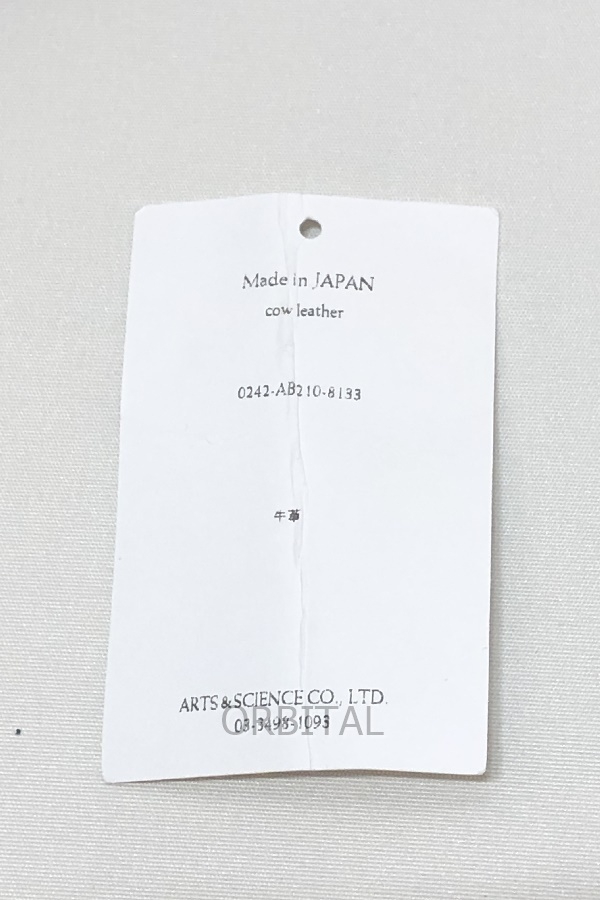 Made in JAPAN
cow leather
0242-AB210-8133
牛革
ARTS&SCIENCE CO., LTD.
03-3498-1093
ORBITAL